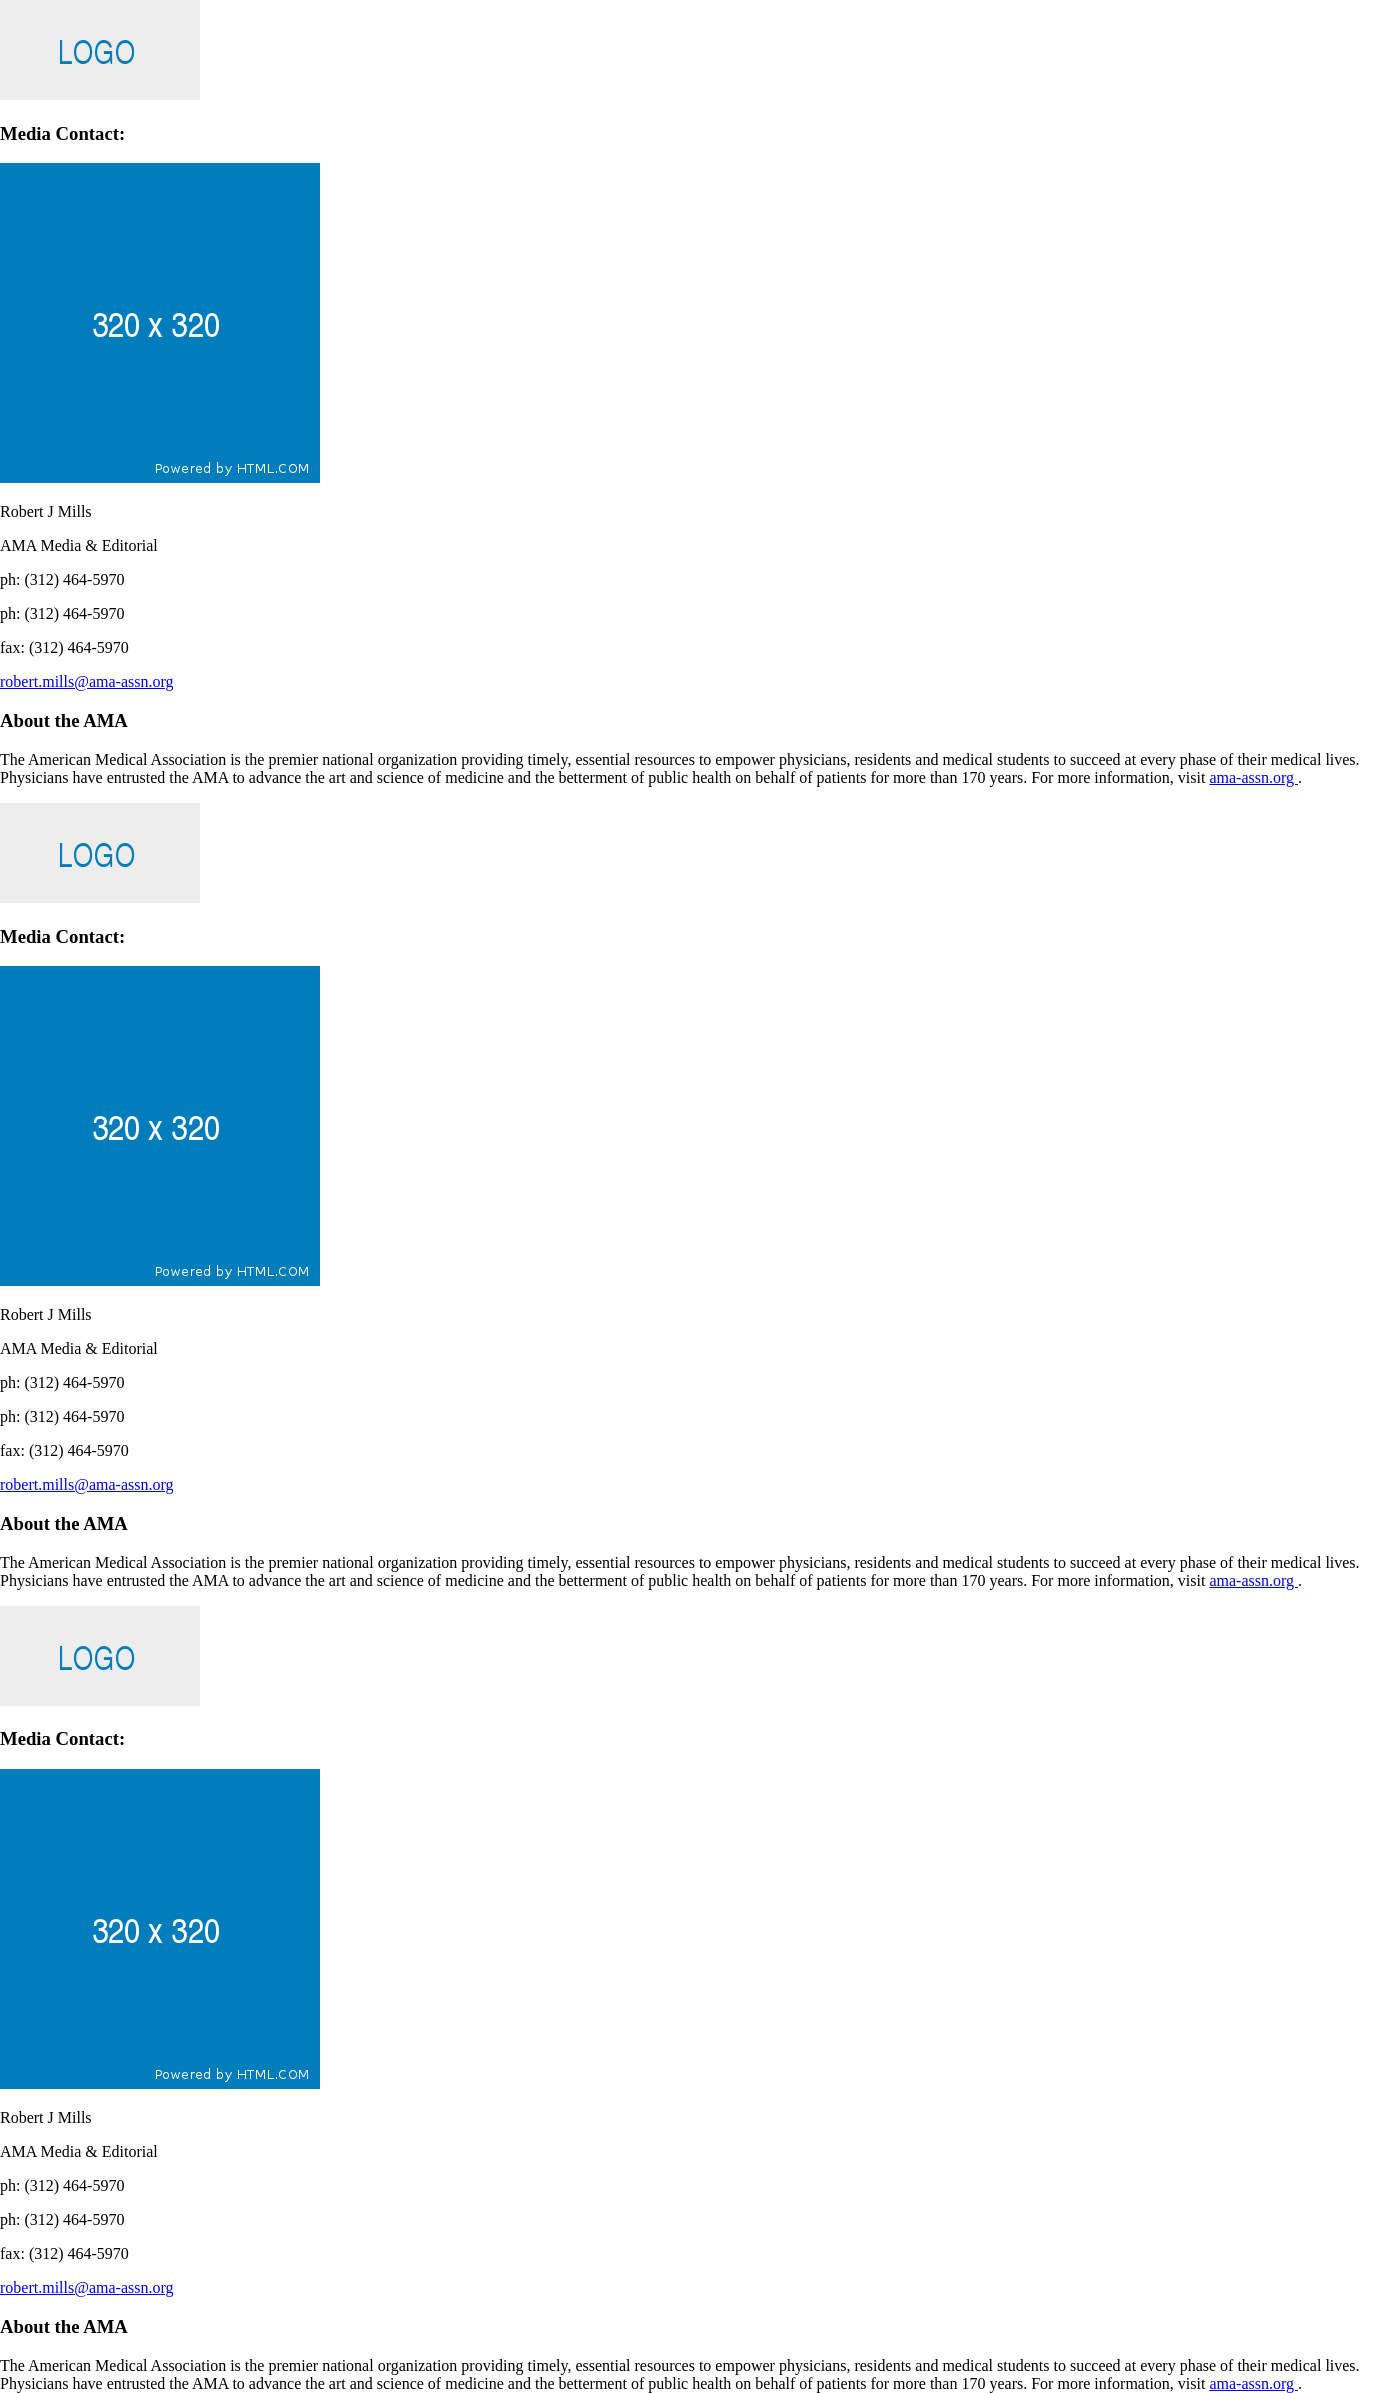 LOGO
Media Contact:
320 x 320
Powered by HTML.COM
Robert J Mills
AMA Media & Editorial
ph: (312) 464-5970
ph: (312) 464-5970
fax: (312) 464-5970
robert.mills@ama-assn.org
About the AMA
The American Medical Association is the premier national organization providing timely, essential resources to empower physicians, residents and medical students to succeed at every phase of their medical lives.
Physicians have entrusted the AMA to advance the art and science of medicine and the betterment of public health on behalf of patients for more than 170 years. For more information, visit ama-assn.org .
LOGO
Media Contact:
320 x 320
Powered by HTML.COM
Robert J Mills
AMA Media & Editorial
ph: (312) 464-5970
ph: (312) 464-5970
fax: (312) 464-5970
robert.mills@ama-assn.org
About the AMA
The American Medical Association is the premier national organization providing timely, essential resources to empower physicians, residents and medical students to succeed at every phase of their medical lives.
Physicians have entrusted the AMA to advance the art and science of medicine and the betterment of public health on behalf of patients for more than 170 years. For more information, visit ama-assn.org .
LOGO
Media Contact:
320 x 320
Powered by HTML.COM
Robert J Mills
AMA Media & Editorial
ph: (312) 464-5970
ph: (312) 464-5970
fax: (312) 464-5970
robert.mills@ama-assn.org
About the AMA
The American Medical Association is the premier national organization providing timely, essential resources to empower physicians, residents and medical students to succeed at every phase of their medical lives.
Physicians have entrusted the AMA to advance the art and science of medicine and the betterment of public health on behalf of patients for more than 170 years. For more information, visit ama-assn.org .